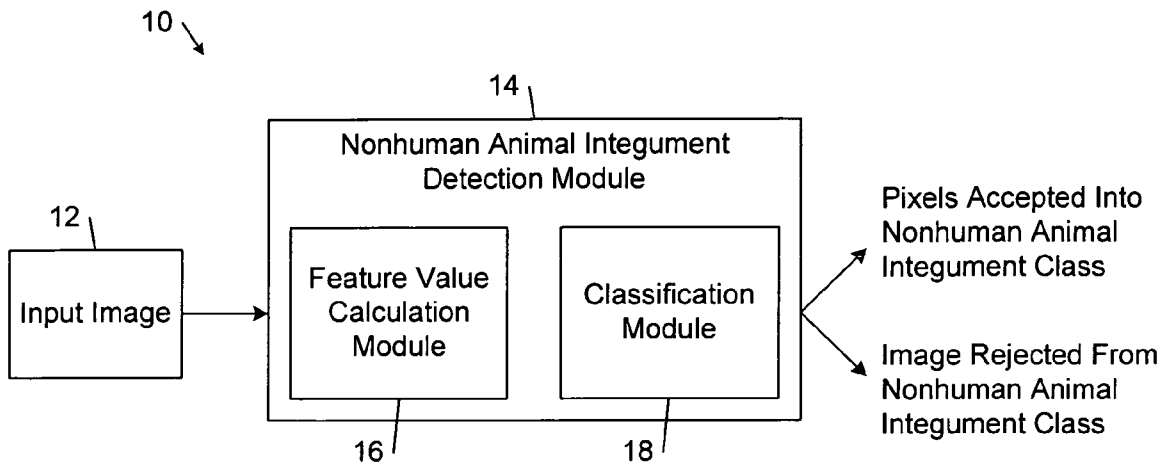 10
14
Nonhuman Animal Integument
Detection Module
12
Input Image
Feature Value
Calculation
Module
Classification
Module
16
18
Pixels Accepted Into
Nonhuman Animal
Integument Class
Image Rejected From
Nonhuman Animal
Integument Class